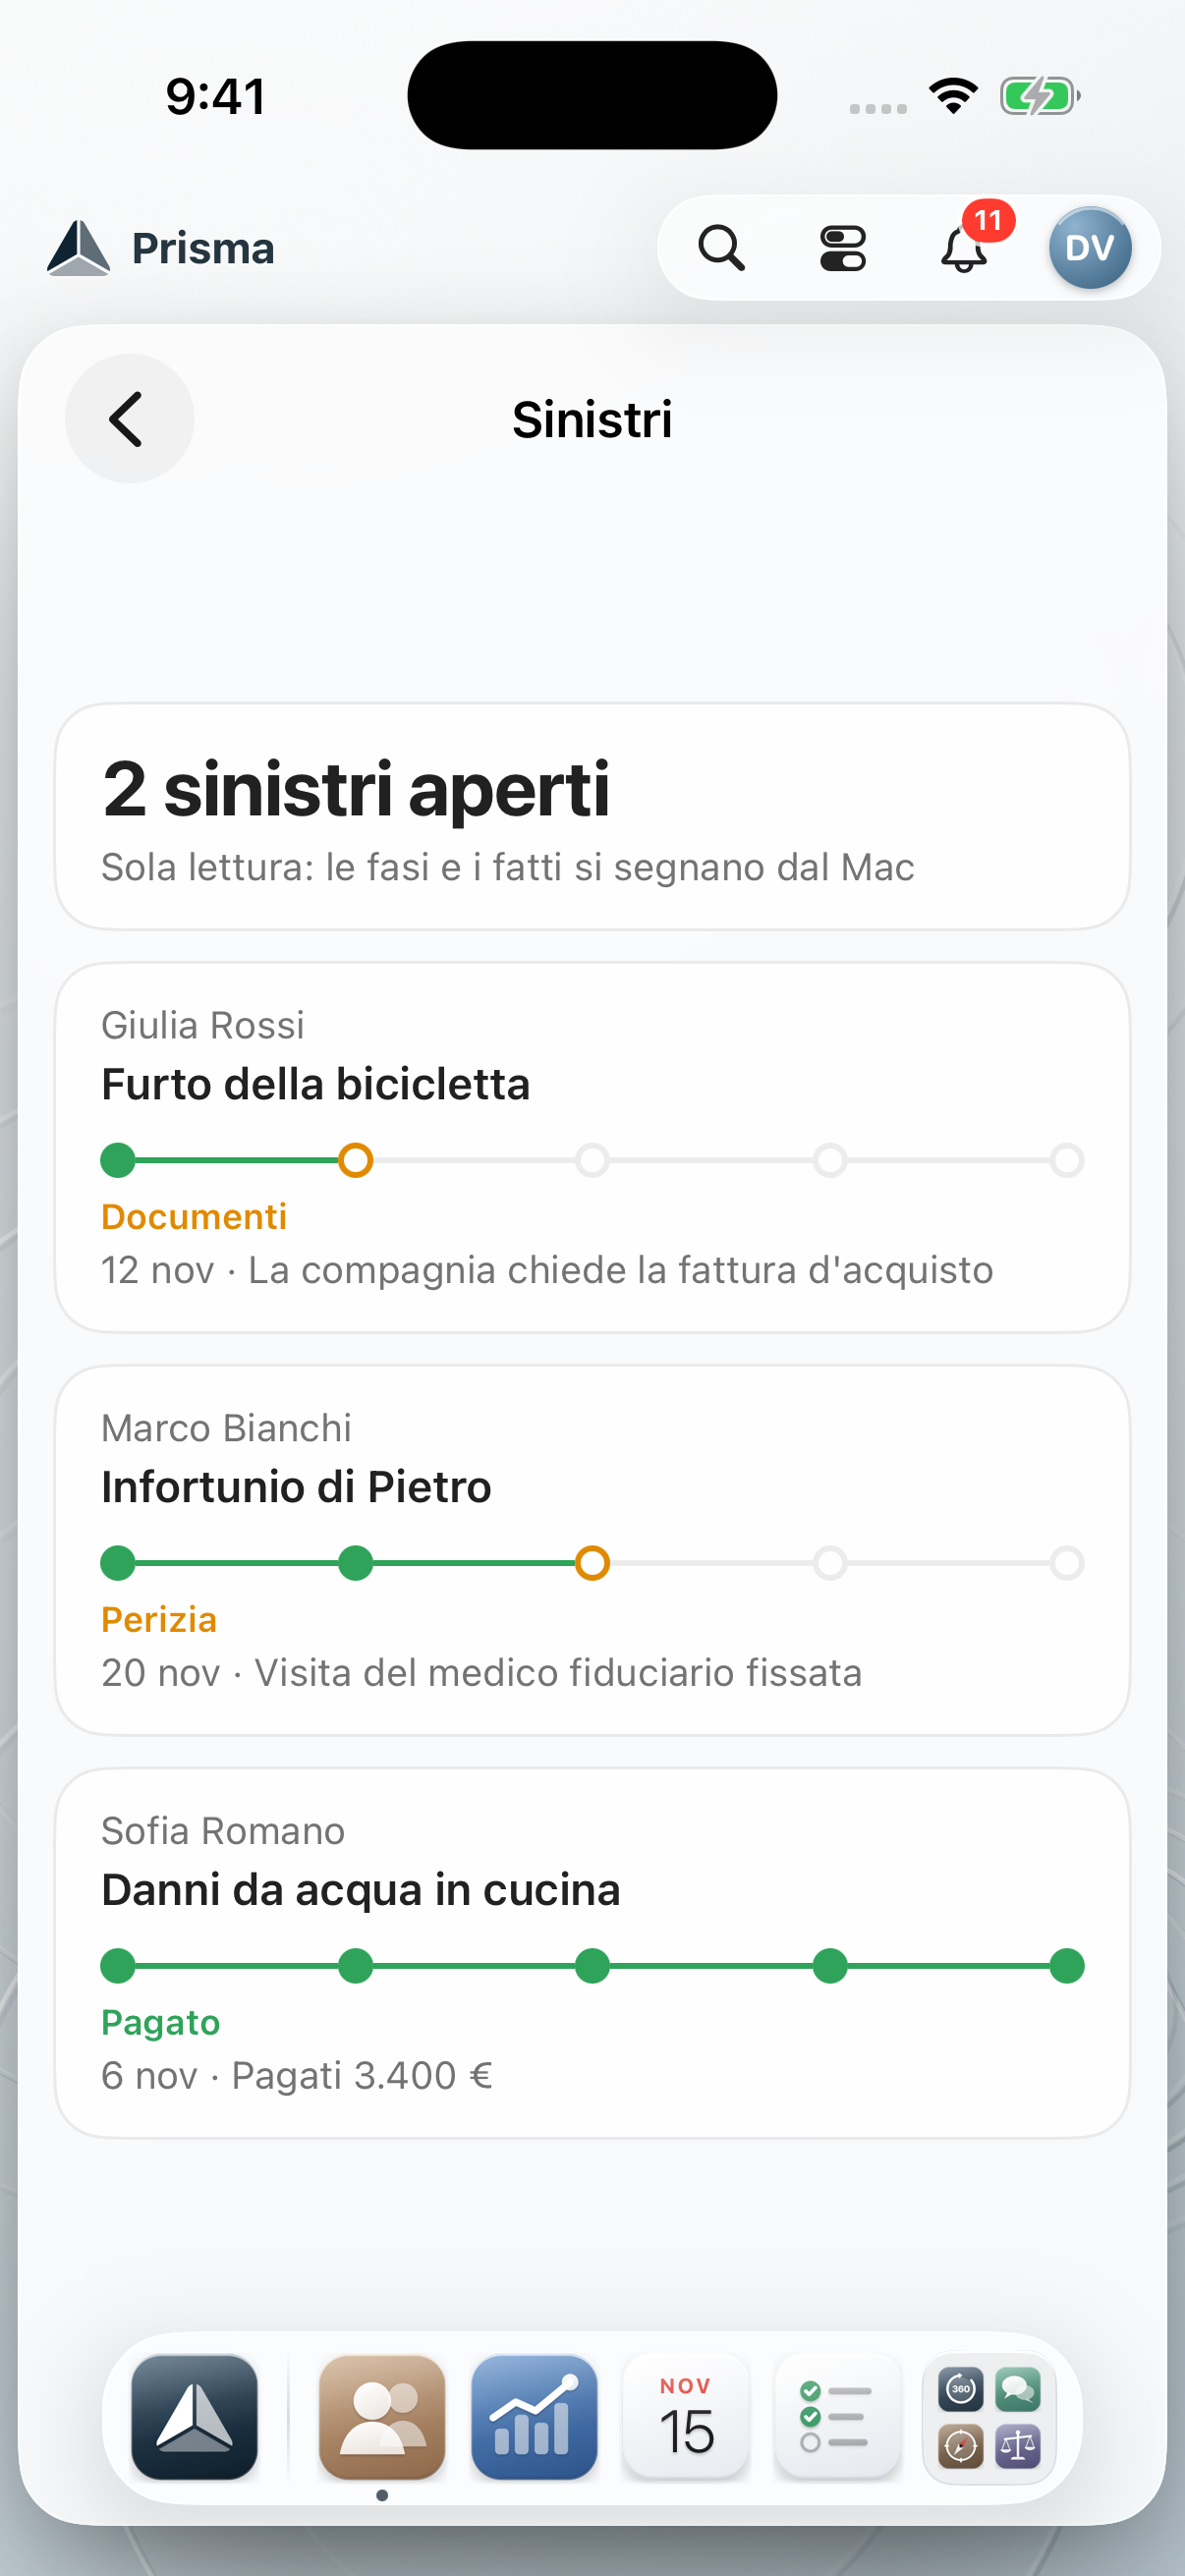 9:41
Prisma
11
DV
Sinistri
2 sinistri aperti
Sola lettura: le fasi e i fatti si segnano dal Mac
Giulia Rossi
Furto della bicicletta
Documenti
12 nov · La compagnia chiede la fattura d'acquisto
Marco Bianchi
Infortunio di Pietro
Perizia
20 nov · Visita del medico fiduciario fissata
Sofia Romano
Danni da acqua in cucina
Pagato
6 nov · Pagati 3.400 €
NOV
15
360